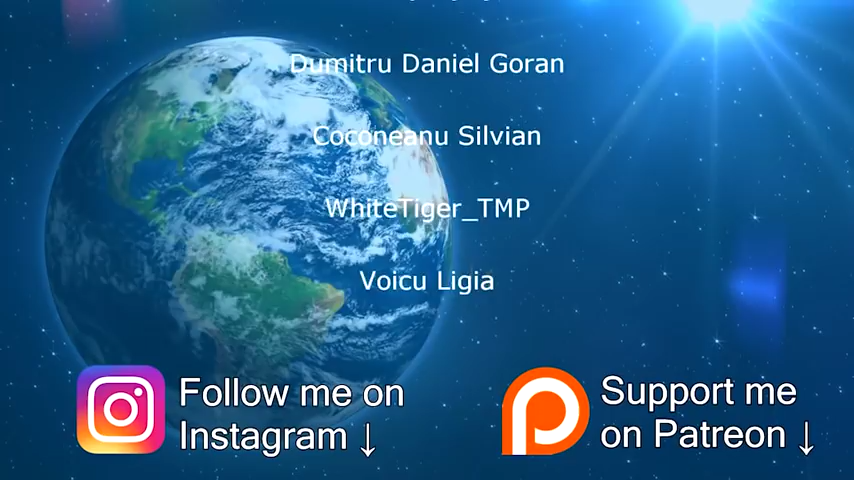 Dumitru Daniel Goran
Coconeanu Silvian
WhiteTiger_TMP
Voicu Ligia
Follow me on
Instagram ↓
Support me
on Patreon ↓